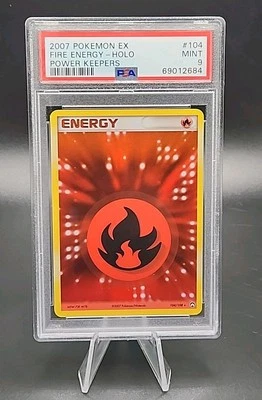 2007 POKEMON EX #104
FIRE ENERGY - HOLO MINT
POWER KEEPERS PSA 9
69012684
ENERGY